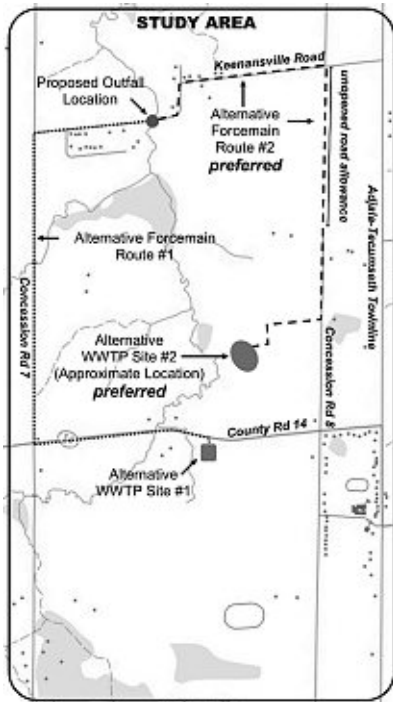 STUDY AREA
Keenansville Road
Proposed Outfall
Location
Alternative
Forcemain
Route #2
preferred
unopened road allowance
Adjala-Tecumseth Townline
Alternative Forcemain
Route #1
Concession Rd 7
Alternative
WWTP Site #2
(Approximate Location)
preferred
Concession Rd 8
County Rd 14
Alternative
WWTP Site #1